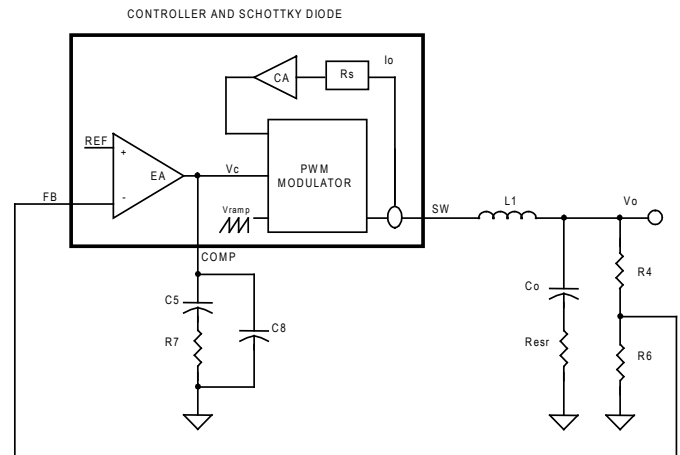 CONTROLLER AND SCHOTTKY DIODE
Io
CA
Rs
REF
+
EA
-
Vc
PWM
MODULATOR
FB
Vramp
SW
L1
Vo
COMP
C5
R7
C8
Co
Resr
R4
R6